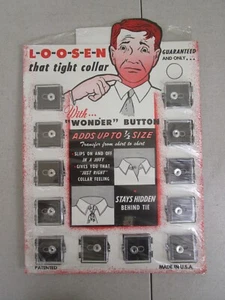 L-O-O-S-E-N
that tight collar
GUARANTEED
AND ONLY...
With...
"WONDER" BUTTON
ADDS UP TO ½ SIZE
Transfer from shirt to shirt
SLIPS ON AND OFF
IN A JIFFY
GIVES YOU THAT
"JUST RIGHT"
COLLAR FEELING
STAYS HIDDEN
BEHIND TIE
PATENTED
MADE IN U.S.A.